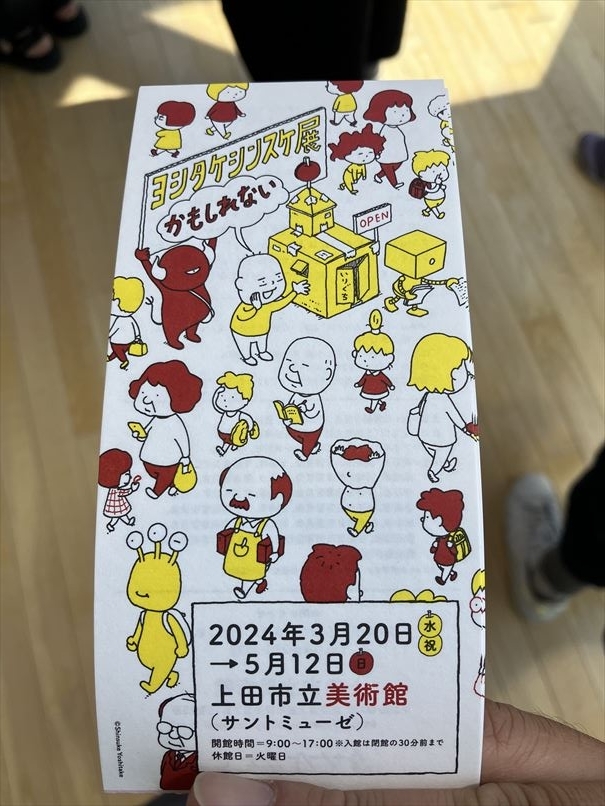 ヨシタケシンスケ展
かもしれない
OPEN
いりぐち
り
2024年3月20日 水 祝
→5月12日 日
上田市立美術館
（サントミューゼ）
開館時間=9:00〜17:00 ※入館は閉館の30分前まで
休館日=火曜日
©Shinsuke Yoshitake